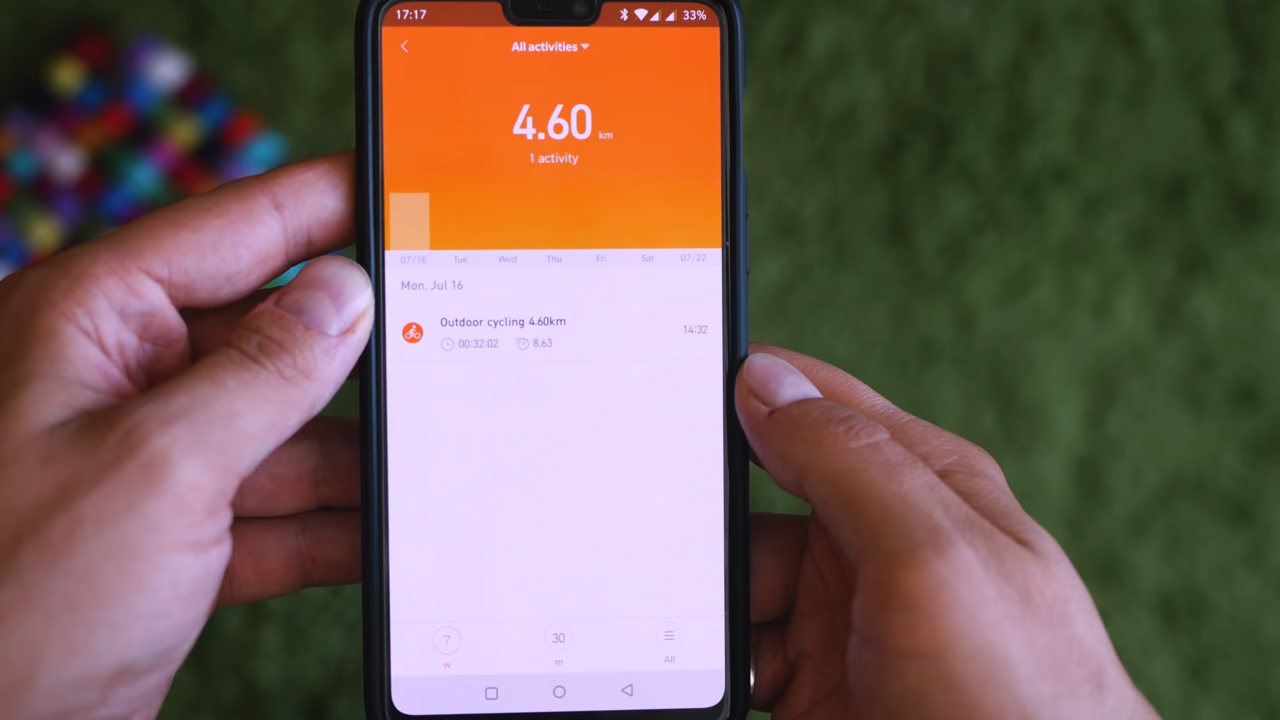 17:17 33%
All activities
4.60 km
1 activity
07/16 Tue Wed Thu Fri Sat 07/22
Mon, Jul 16
Outdoor cycling 4.60km
00:32:02 8.63
14:32
7 30
w m All